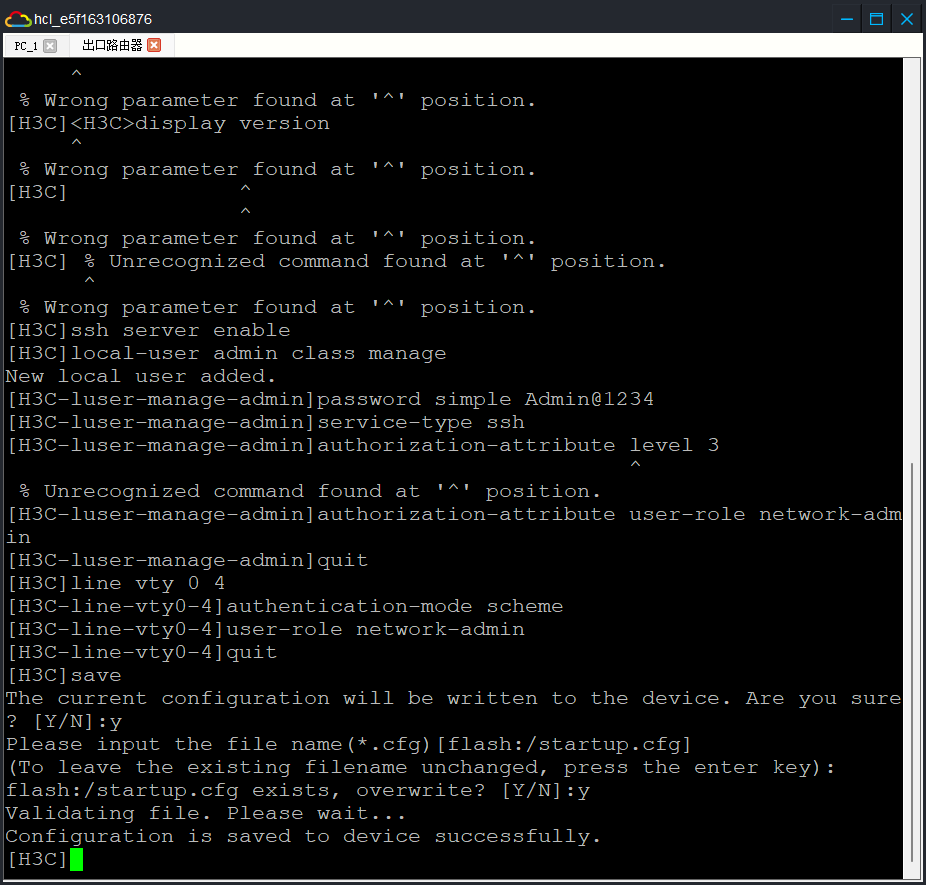 hcl_e5f163106876
PC_1 出口路由器
^
% Wrong parameter found at '^' position.
[H3C]<H3C>display version
^
% Wrong parameter found at '^' position.
[H3C] ^
^
% Wrong parameter found at '^' position.
[H3C] % Unrecognized command found at '^' position.
^
% Wrong parameter found at '^' position.
[H3C]ssh server enable
[H3C]local-user admin class manage
New local user added.
[H3C-luser-manage-admin]password simple Admin@1234
[H3C-luser-manage-admin]service-type ssh
[H3C-luser-manage-admin]authorization-attribute level 3
^
% Unrecognized command found at '^' position.
[H3C-luser-manage-admin]authorization-attribute user-role network-adm
in
[H3C-luser-manage-admin]quit
[H3C]line vty 0 4
[H3C-line-vty0-4]authentication-mode scheme
[H3C-line-vty0-4]user-role network-admin
[H3C-line-vty0-4]quit
[H3C]save
The current configuration will be written to the device. Are you sure
? [Y/N]:y
Please input the file name(*.cfg)[flash:/startup.cfg]
(To leave the existing filename unchanged, press the enter key):
flash:/startup.cfg exists, overwrite? [Y/N]:y
Validating file. Please wait...
Configuration is saved to device successfully.
[H3C]